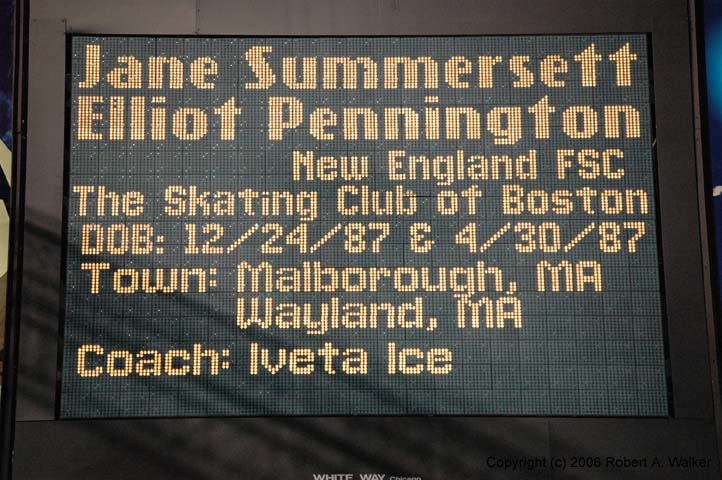 Jane Summersett
Elliot Pennington
New England FSC
The Skating Club of Boston
DOB: 12/24/87 & 4/30/87
Town: Malborough, MA
Wayland, MA
Coach: Iveta Ice
Copyright (c) 2006 Robert A. Walker
WHITE WAY Chicago